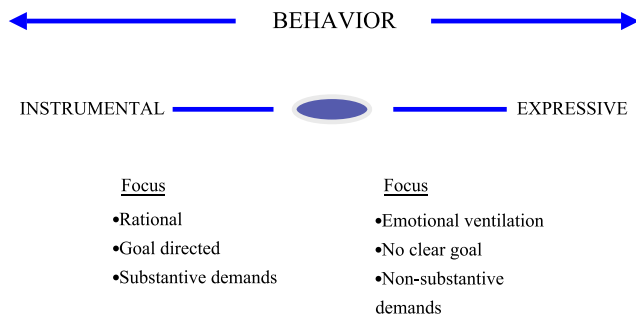 BEHAVIOR
INSTRUMENTAL EXPRESSIVE
Focus
•Rational
•Goal directed
•Substantive demands
Focus
•Emotional ventilation
•No clear goal
•Non-substantive
demands